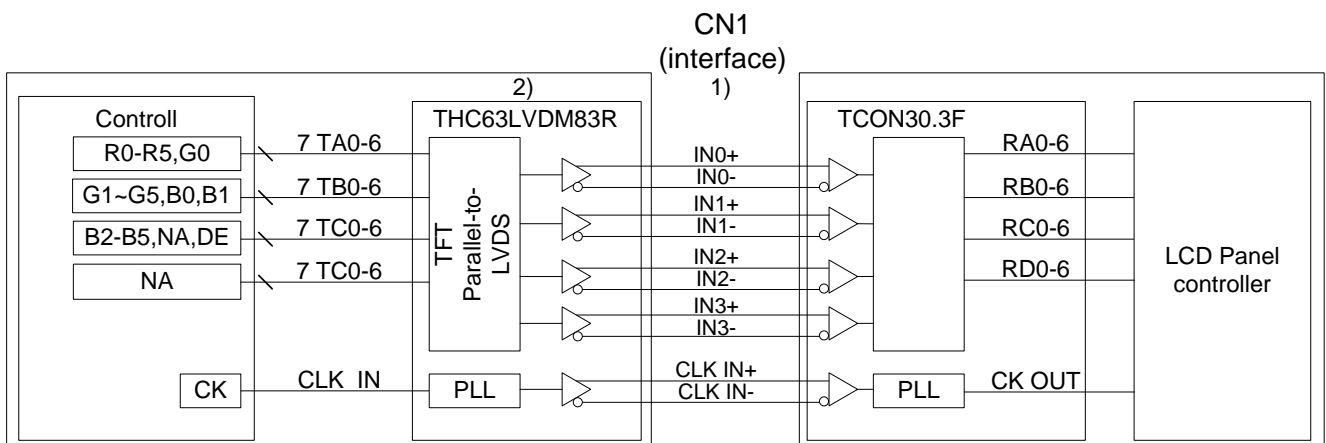 CN1
(interface)
1)
2)
Controll
THC63LVDM83R
TCON30.3F
R0-R5,G0
7 TA0-6
G1~G5,B0,B1
7 TB0-6
B2-B5,NA,DE
7 TC0-6
NA
7 TC0-6
CK
CLK IN
TFT
Parallel-to-
LVDS
PLL
IN0+
IN0-
IN1+
IN1-
IN2+
IN2-
IN3+
IN3-
CLK IN+
CLK IN-
PLL
RA0-6
RB0-6
RC0-6
RD0-6
CK OUT
LCD Panel
controller